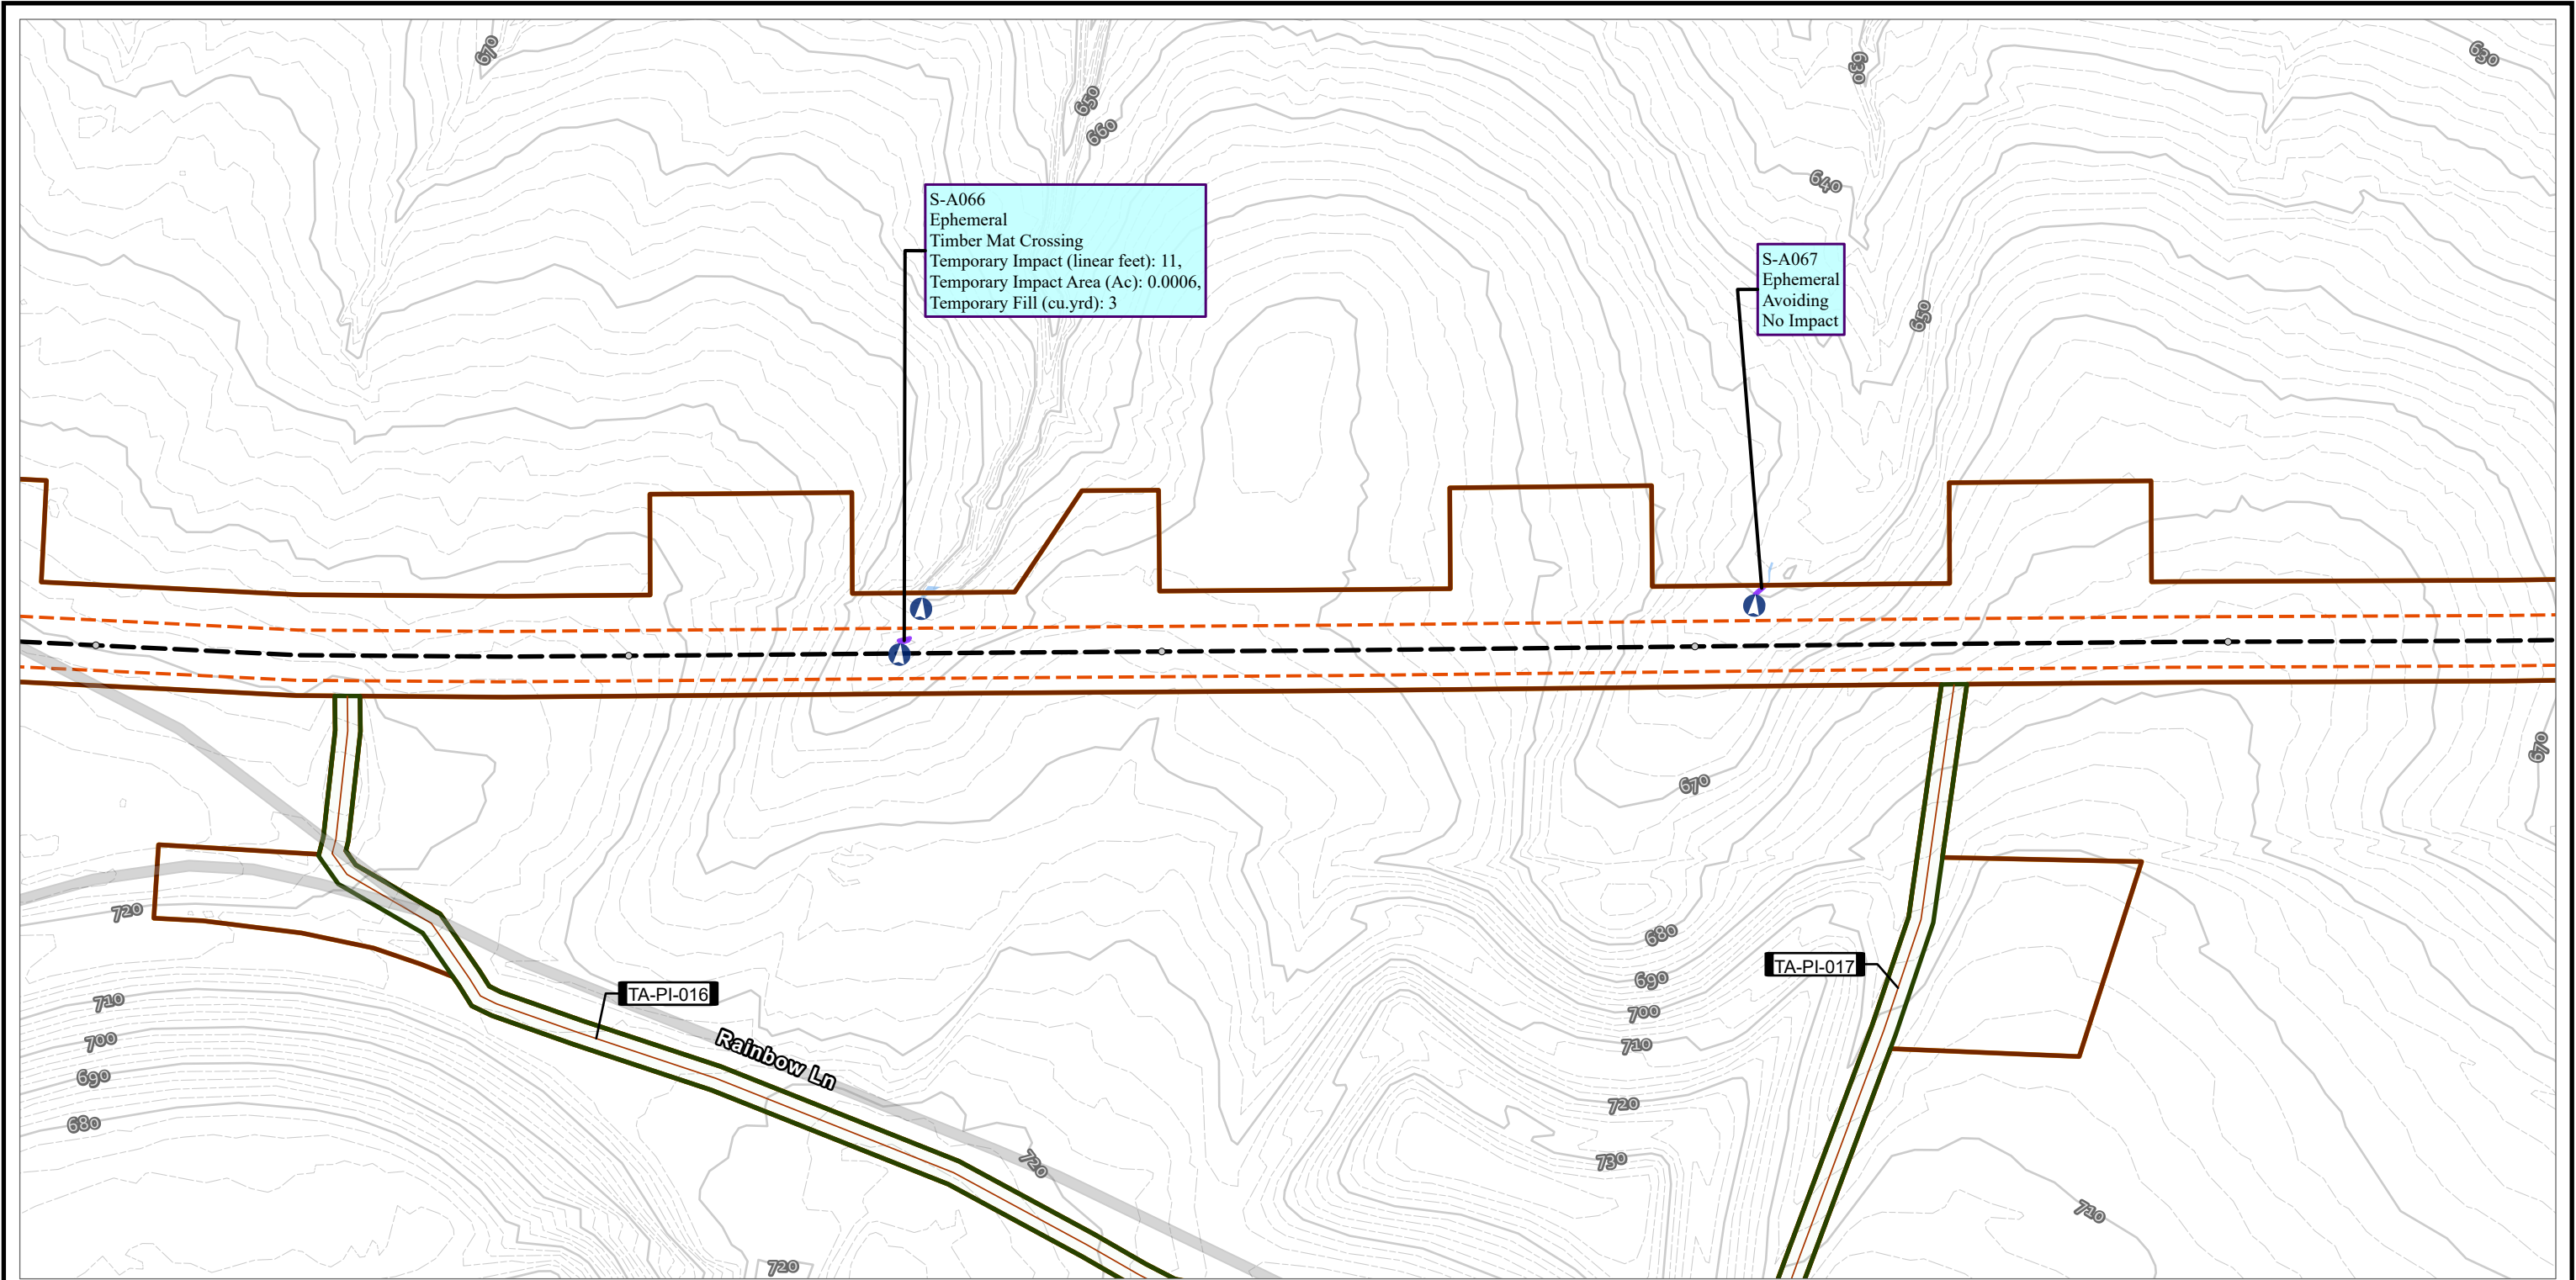 670
650
660
630
630
640
S-A066
Ephemeral
Timber Mat Crossing
Temporary Impact (linear feet): 11,
Temporary Impact Area (Ac): 0.0006,
Temporary Fill (cu.yrd): 3
S-A067
Ephemeral
Avoiding
No Impact
650
670
670
720
680
TA-PI-017
690
TA-PI-016
710
700
700
Rainbow Ln
710
690
720
680
720
730
710
720